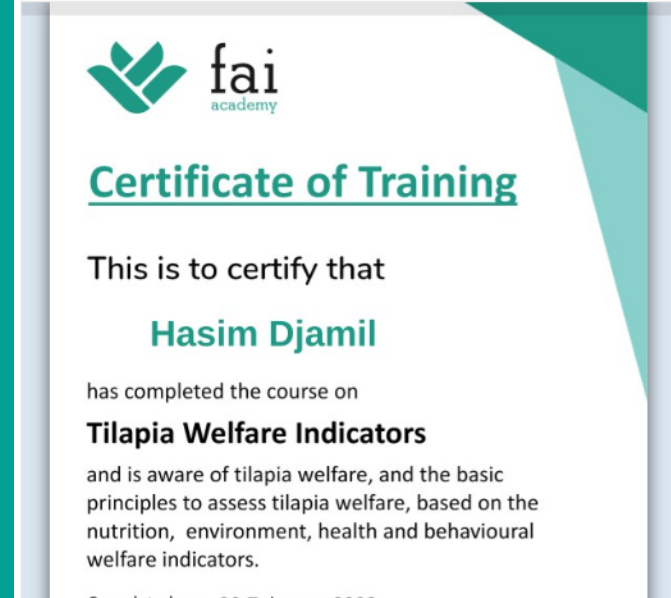 fai
academy
Certificate of Training
This is to certify that
Hasim Djamil
has completed the course on
Tilapia Welfare Indicators
and is aware of tilapia welfare, and the basic
principles to assess tilapia welfare, based on the
nutrition, environment, health and behavioural
welfare indicators.